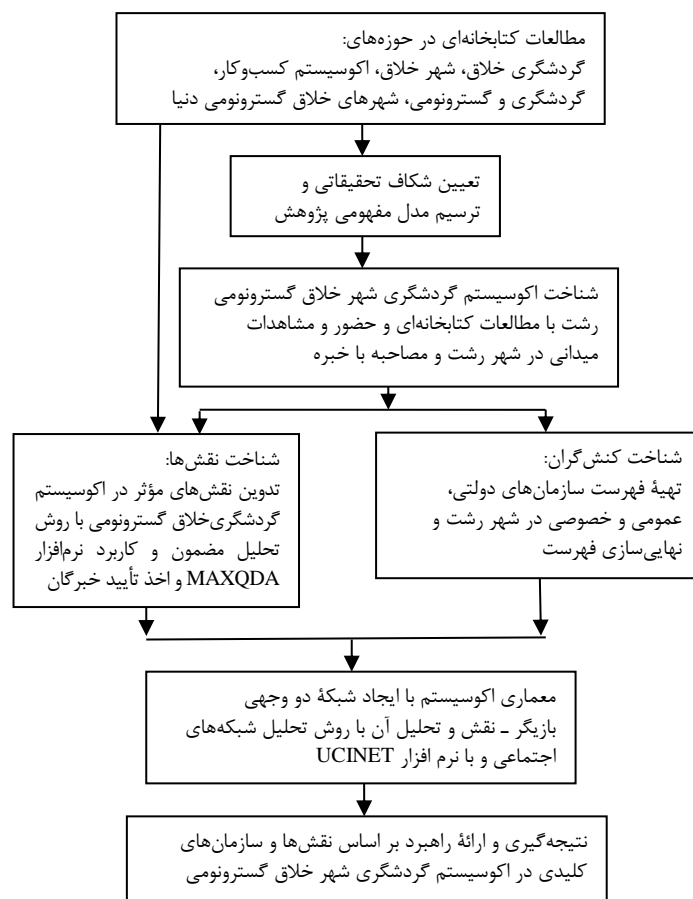 مطالعات کتابخانه‌ای در حوزه‌های:
گردشگری خلاق، شهر خلاق، اکوسیستم کسب‌وکار،
گردشگری و گسترونومی، شهرهای خلاق گسترونومی دنیا
تعیین شکاف تحقیقاتی و
ترسیم مدل مفهومی پژوهش
شناخت اکوسیستم گردشگری شهر خلاق گسترونومی
رشت با مطالعات کتابخانه‌ای و حضور و مشاهدات
میدانی در شهر رشت و مصاحبه با خبره
شناخت کنش‌گران:
تهیهٔ فهرست سازمان‌های دولتی،
عمومی و خصوصی در شهر رشت و
نهایی‌سازی فهرست
شناخت نقش‌ها:
تدوین نقش‌های مؤثر در اکوسیستم
گردشگری‌خلاق گسترونومی با روش
تحلیل مضمون و کاربرد نرم‌افزار
MAXQDA و اخذ تأیید خبرگان
معماری اکوسیستم با ایجاد شبکهٔ دو وجهی
بازیگر ـ نقش و تحلیل آن با روش تحلیل شبکه‌های
اجتماعی و با نرم افزار UCINET
نتیجه‌گیری و ارائهٔ راهبرد بر اساس نقش‌ها و سازمان‌های
کلیدی در اکوسیستم گردشگری شهر خلاق گسترونومی